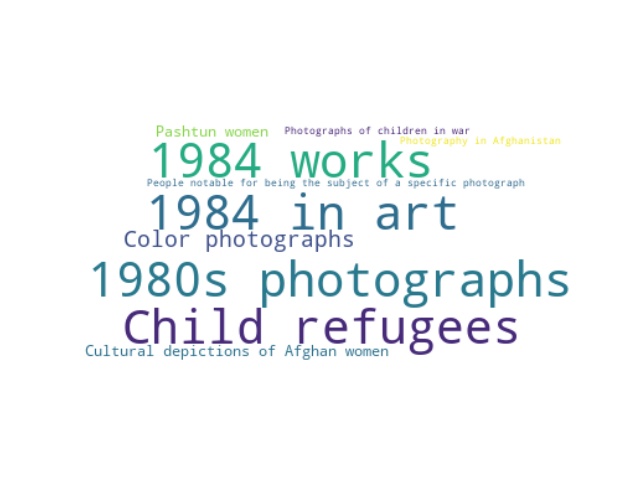 Pashtun women
Photographs of children in war
Photography in Afghanistan
1984 works
People notable for being the subject of a specific photograph
1984 in art
Color photographs
1980s photographs
Child refugees
Cultural depictions of Afghan women